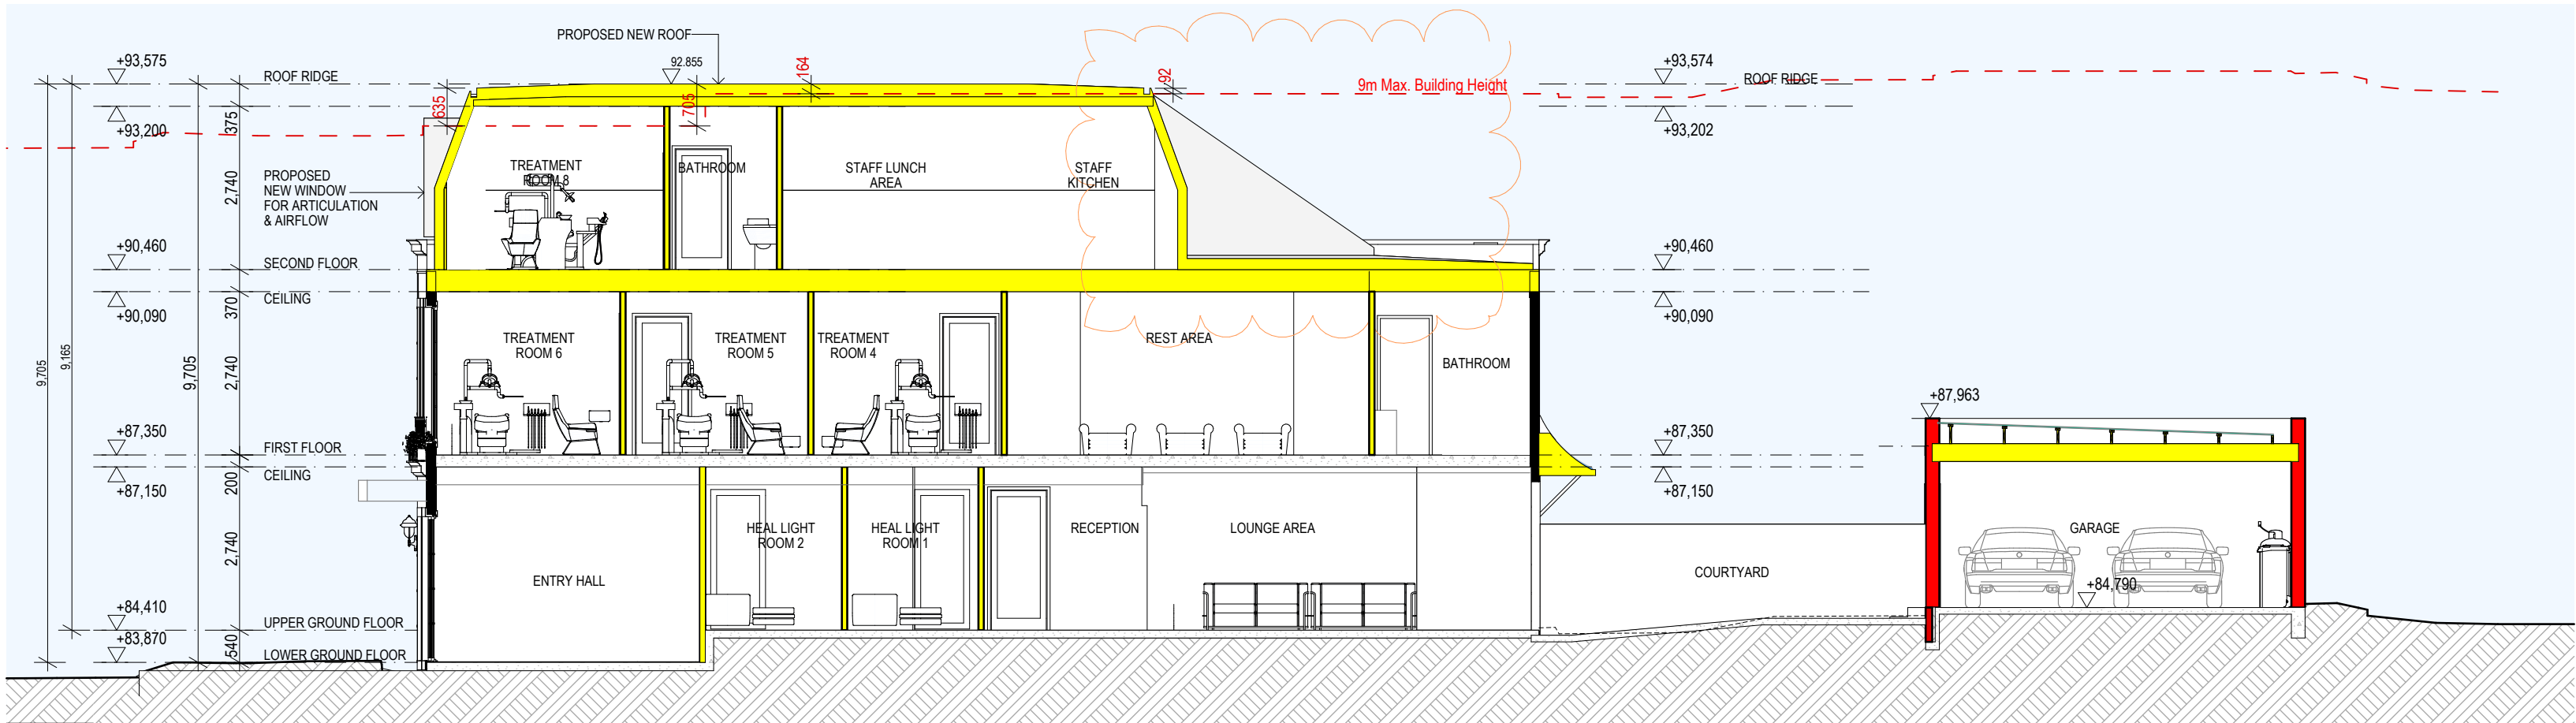 PROPOSED NEW ROOF
+93,575
ROOF RIDGE
92.855
164
92
9m Max. Building Height
+93,574
ROOF RIDGE
635
705
375
+93,200
+93,202
PROPOSED
NEW WINDOW
FOR ARTICULATION
& AIRFLOW
2,740
TREATMENT
ROOM 8
BATHROOM
STAFF LUNCH
AREA
STAFF
KITCHEN
+90,460
SECOND FLOOR
+90,460
CEILING
370
+90,090
+90,090
9,705
9,165
9,705
2,740
TREATMENT
ROOM 6
TREATMENT
ROOM 5
TREATMENT
ROOM 4
REST AREA
BATHROOM
+87,963
+87,350
FIRST FLOOR
+87,350
CEILING
200
+87,150
+87,150
2,740
ENTRY HALL
HEAL LIGHT
ROOM 2
HEAL LIGHT
ROOM 1
RECEPTION
LOUNGE AREA
COURTYARD
GARAGE
+84,790
+84,410
UPPER GROUND FLOOR
540
+83,870
LOWER GROUND FLOOR